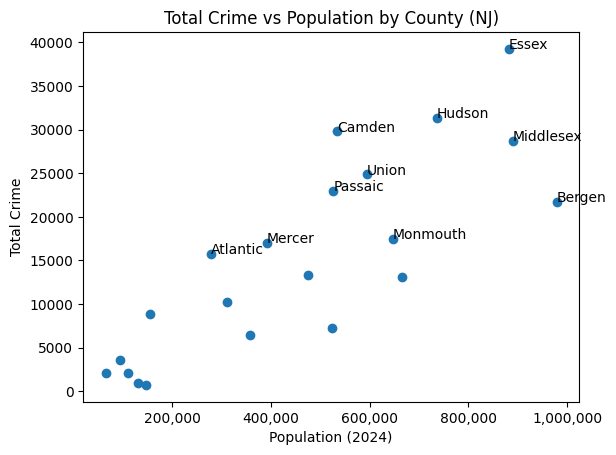 Total Crime vs Population by County (NJ)
40000
35000
30000
25000
20000
15000
10000
5000
0
Total Crime
Essex
Hudson
Camden
Middlesex
Union
Passaic
Bergen
Monmouth
Mercer
Atlantic
200,000
400,000
600,000
800,000
1,000,000
Population (2024)